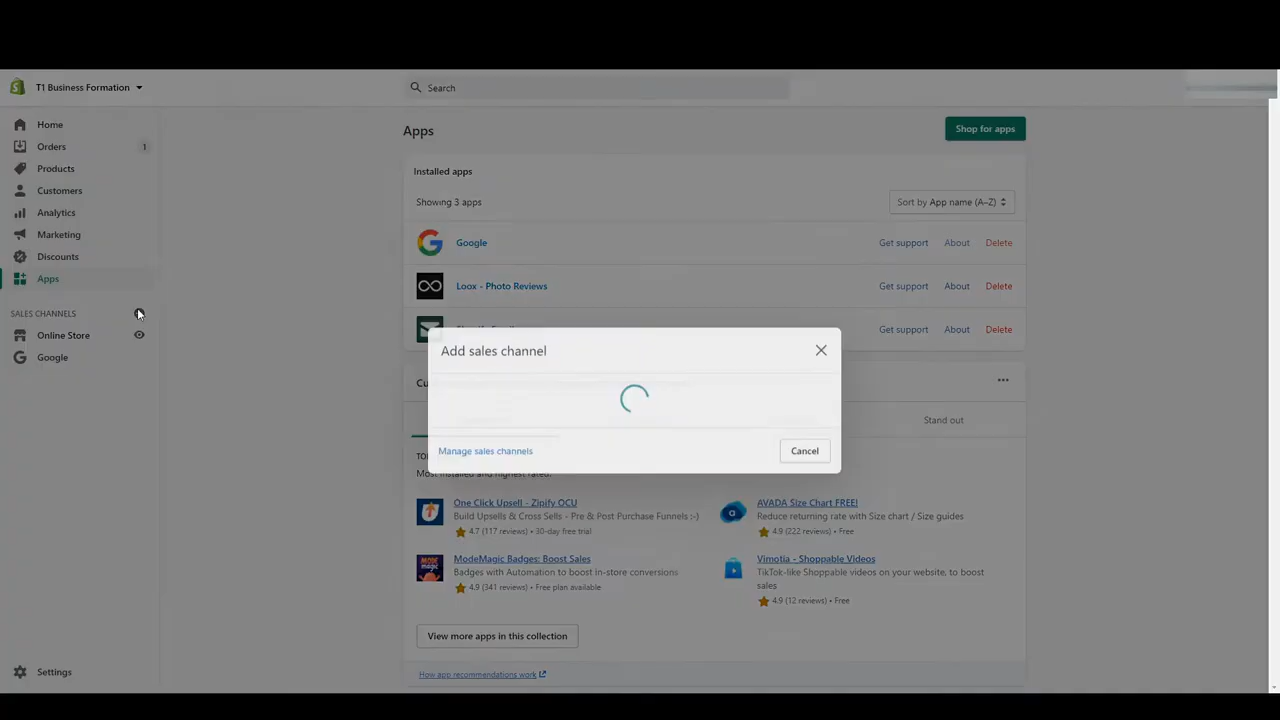 T1 Business Formation
Search
Home
Orders 1
Products
Customers
Analytics
Marketing
Discounts
Apps
SALES CHANNELS
Online Store
Google
Settings
Apps
Shop for apps
Installed apps
Showing 3 apps
Sort by App name (A–Z)
Google Get support About Delete
Loox - Photo Reviews Get support About Delete
Get support About Delete
Add sales channel
Manage sales channels
Cancel
Stand out
Most installed and highest rated.
One Click Upsell - Zipify OCU
Build Upsells & Cross Sells - Pre & Post Purchase Funnels :-)
4.7 (117 reviews) • 30-day free trial
AVADA Size Chart FREE!
Reduce returning rate with Size chart / Size guides
4.9 (222 reviews) • Free
ModeMagic Badges: Boost Sales
Badges with Automation to boost in-store conversions
4.9 (341 reviews) • Free plan available
Vimotia - Shoppable Videos
TikTok-like Shoppable videos on your website, to boost
sales
4.9 (12 reviews) • Free
View more apps in this collection
How app recommendations work